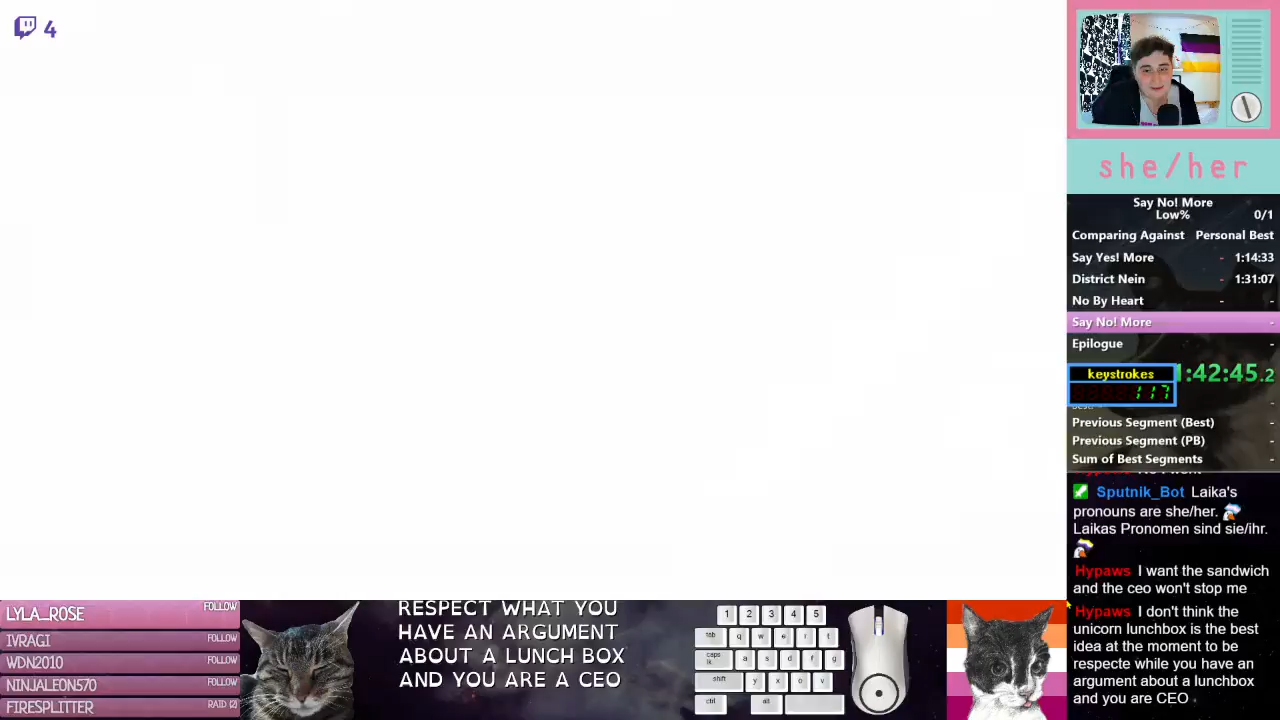 4
she/her
Say No! More
Low% 0/1
Comparing Against Personal Best
Say Yes! More - 1:14:33
District Nein - 1:31:07
No By Heart - -
Say No! More -
Epilogue -
keystrokes
1:42:45.2
117
Previous Segment (Best) -
Previous Segment (PB) -
Sum of Best Segments -
Sputnik_Bot Laika's
pronouns are she/her.
Laikas Pronomen sind sie/ihr.
Hypaws I want the sandwich
and the ceo won't stop me
Hypaws I don't think the
unicorn lunchbox is the best
idea at the moment to be
respecte while you have an
argument about a lunchbox
and you are CEO
LYLA_ROSE FOLLOW
IVRAGI FOLLOW
WDN2010 FOLLOW
NINJALEON570 FOLLOW
FIRESPLITTER RAID ()
RESPECT WHAT YOU
HAVE AN ARGUMENT
ABOUT A LUNCH BOX
AND YOU ARE A CEO
1 2 3 4 5
tab q w e r t
caps lk a s d f g
shift y x o v
ctrl alt